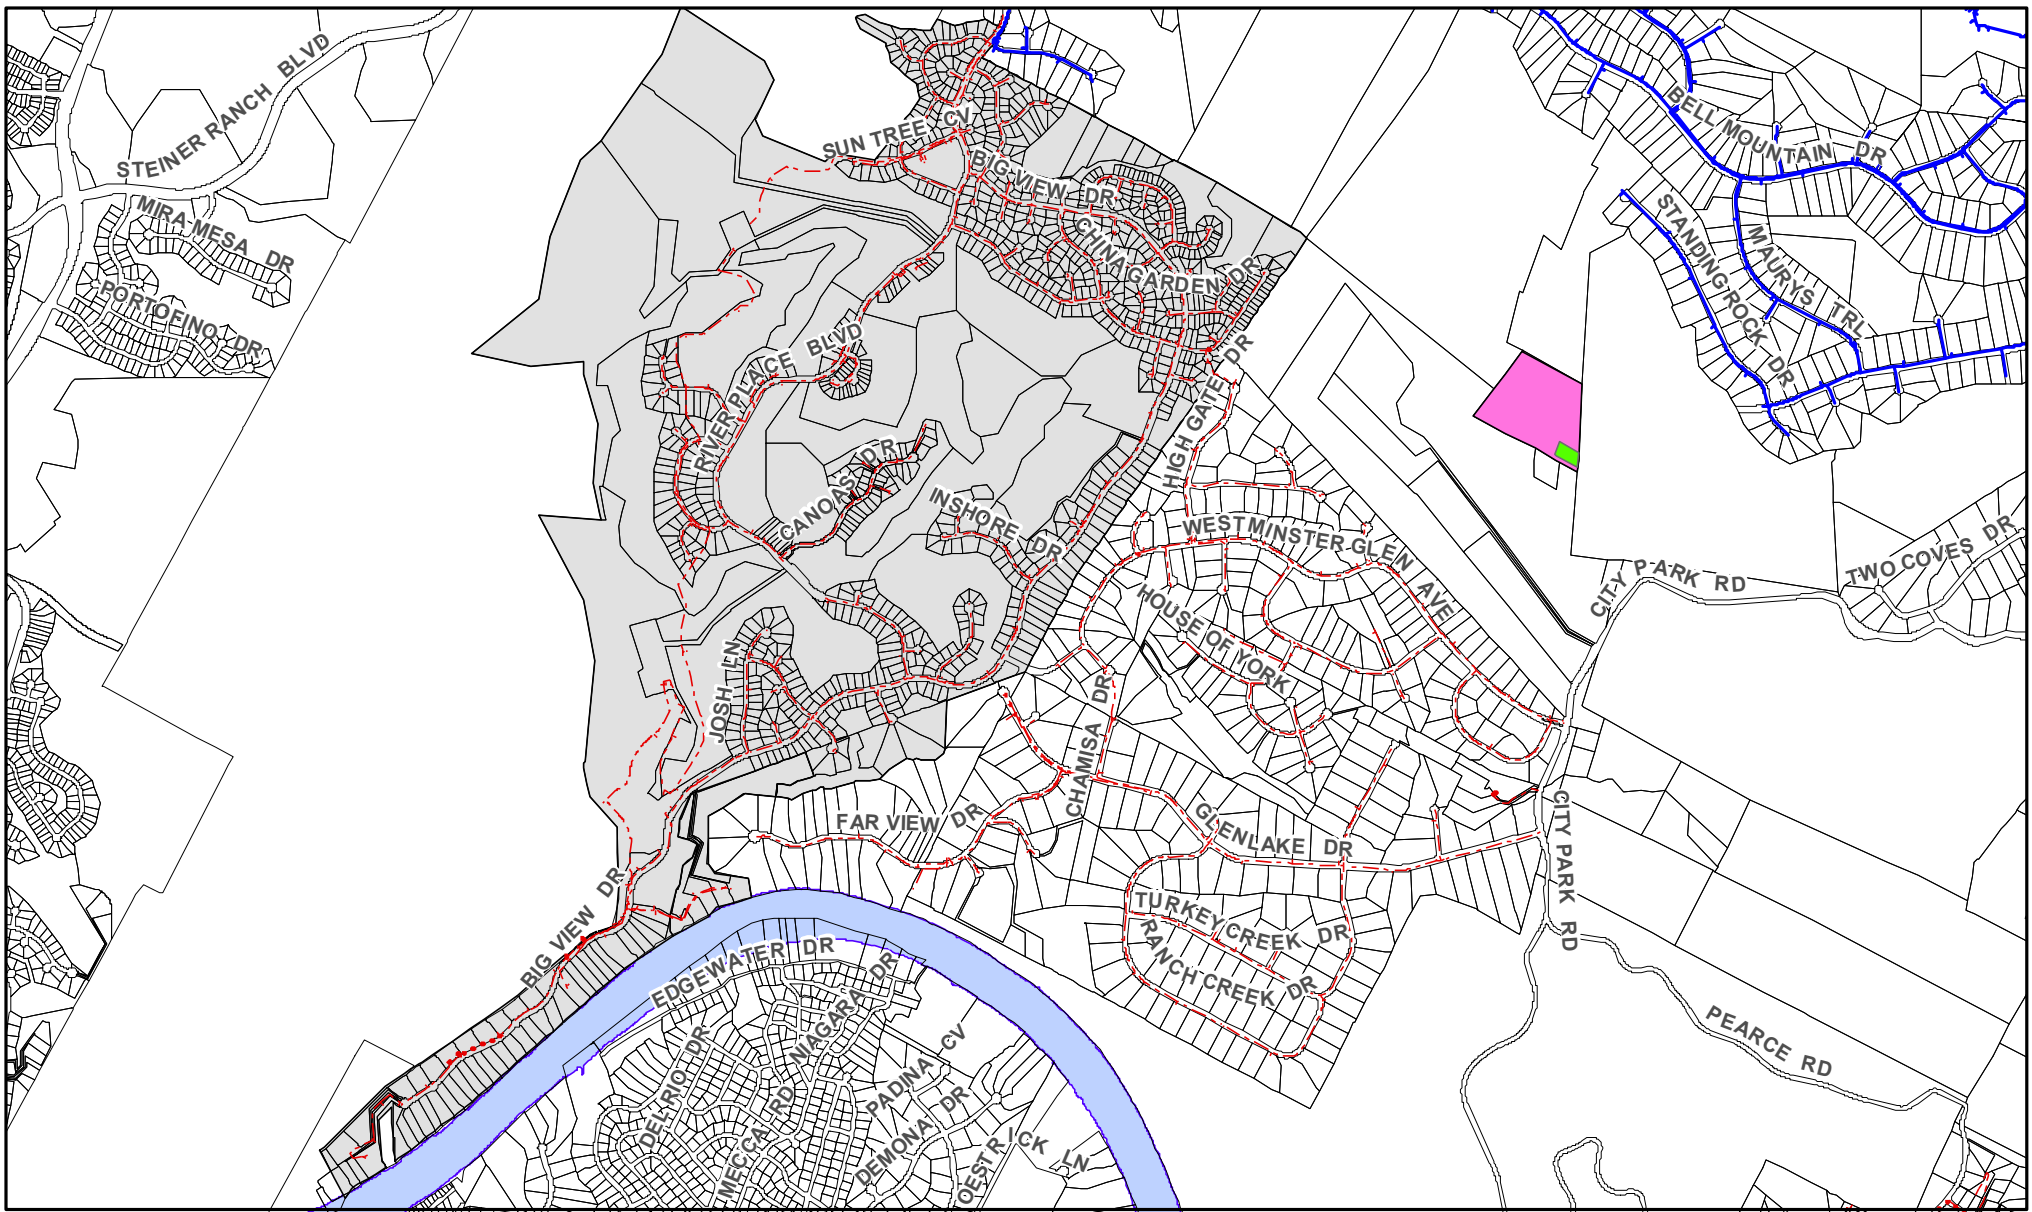 STEINER RANCH BLVD
MIRA MESA DR
PORTOFINO DR
SUN TREE CV
BIG VIEW DR
CHINA GARDEN DR
BELL MOUNTAIN DR
STANDING ROCK DR
MAURYS TRL
RIVER PLACE BLVD
HIGH GATE DR
CANOAS DR
INSHORE DR
WESTMINSTER GLEN AVE
CITY PARK RD
TWO COVES DR
HOUSE OF YORK
JOSH LN
CHAMISA DR
FAR VIEW DR
GLENLAKE DR
CITY PARK RD
BIG VIEW DR
TURKEY CREEK DR
RANCH CREEK DR
EDGEWATER DR
NIAGARA DR
DEL RIO DR
MECCA RD
PADINA CV
DEMONA DR
OESTRICK LN
PEARCE RD